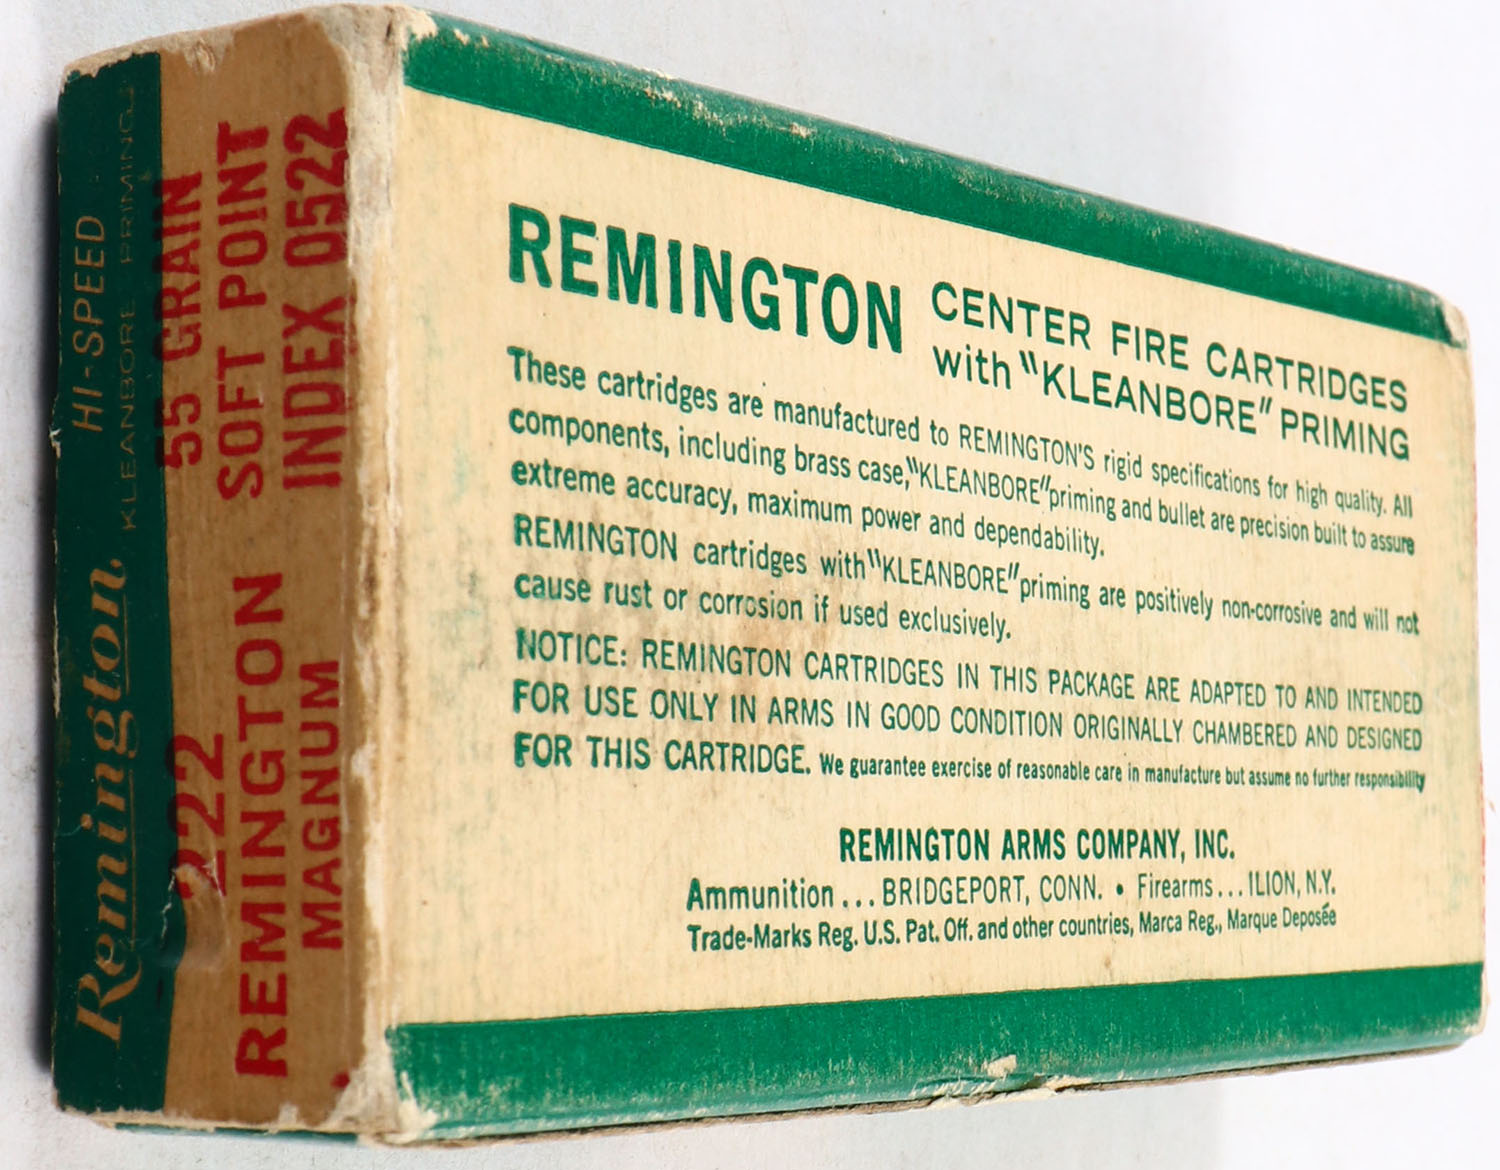 Remington HI-SPEED
KLEANBORE PRIMING
222
REMINGTON
MAGNUM
55 GRAIN
SOFT POINT
INDEX 0522
REMINGTON CENTER FIRE CARTRIDGES
with "KLEANBORE" PRIMING
These cartridges are manufactured to REMINGTON'S rigid specifications for high quality. All
components, including brass case, "KLEANBORE" priming and bullet are precision built to assure
extreme accuracy, maximum power and dependability.
REMINGTON cartridges with "KLEANBORE" priming are positively non-corrosive and will not
cause rust or corrosion if used exclusively.
NOTICE: REMINGTON CARTRIDGES IN THIS PACKAGE ARE ADAPTED TO AND INTENDED
FOR USE ONLY IN ARMS IN GOOD CONDITION ORIGINALLY CHAMBERED AND DESIGNED
FOR THIS CARTRIDGE. We guarantee exercise of reasonable care in manufacture but assume no further responsibility
REMINGTON ARMS COMPANY, INC.
Ammunition ... BRIDGEPORT, CONN. • Firearms ... ILION, N.Y.
Trade-Marks Reg. U.S. Pat. Off. and other countries, Marca Reg., Marque Deposée